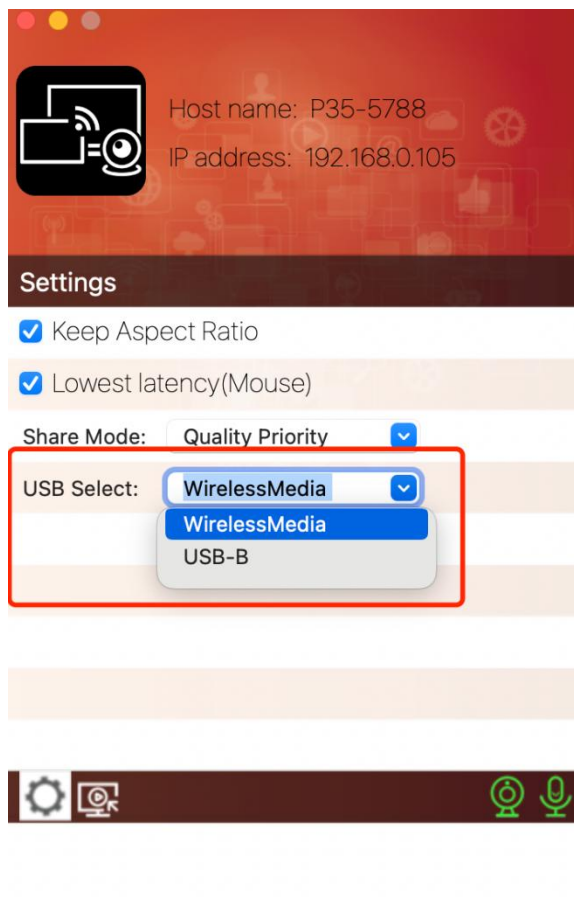 Host name: P35-5788
IP address: 192.168.0.105
Settings
Keep Aspect Ratio
Lowest latency(Mouse)
Share Mode: Quality Priority
USB Select: WirelessMedia
WirelessMedia
USB-B